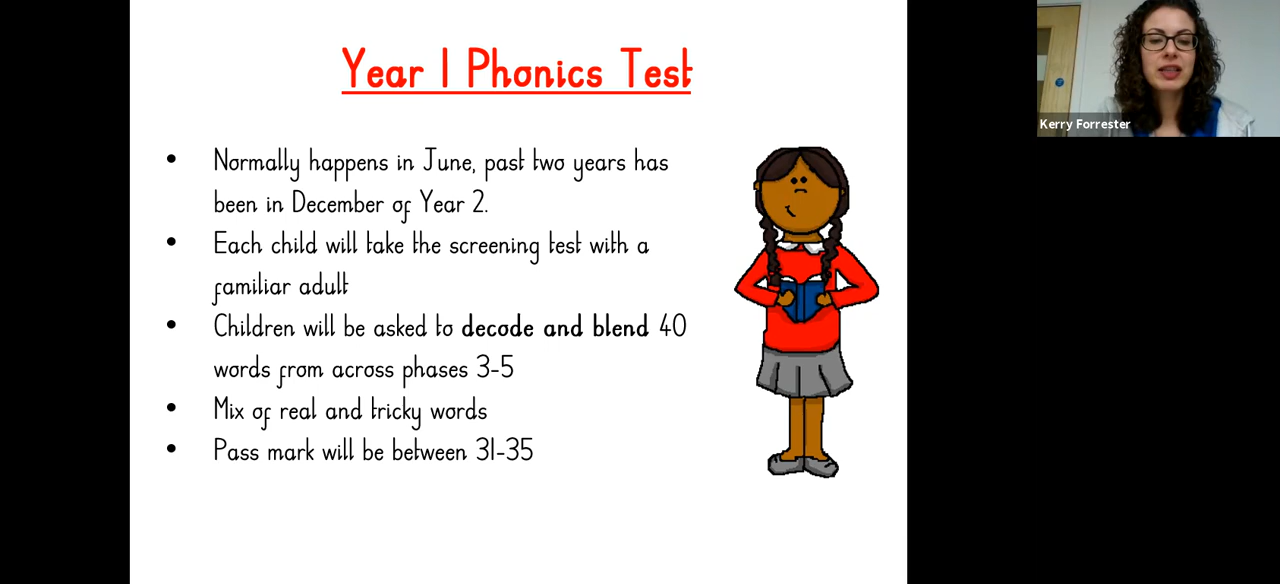 Year 1 Phonics Test
Kerry Forrester
• Normally happens in June, past two years has
been in December of Year 2.
• Each child will take the screening test with a
familiar adult
• Children will be asked to decode and blend 40
words from across phases 3-5
• Mix of real and tricky words
• Pass mark will be between 31-35